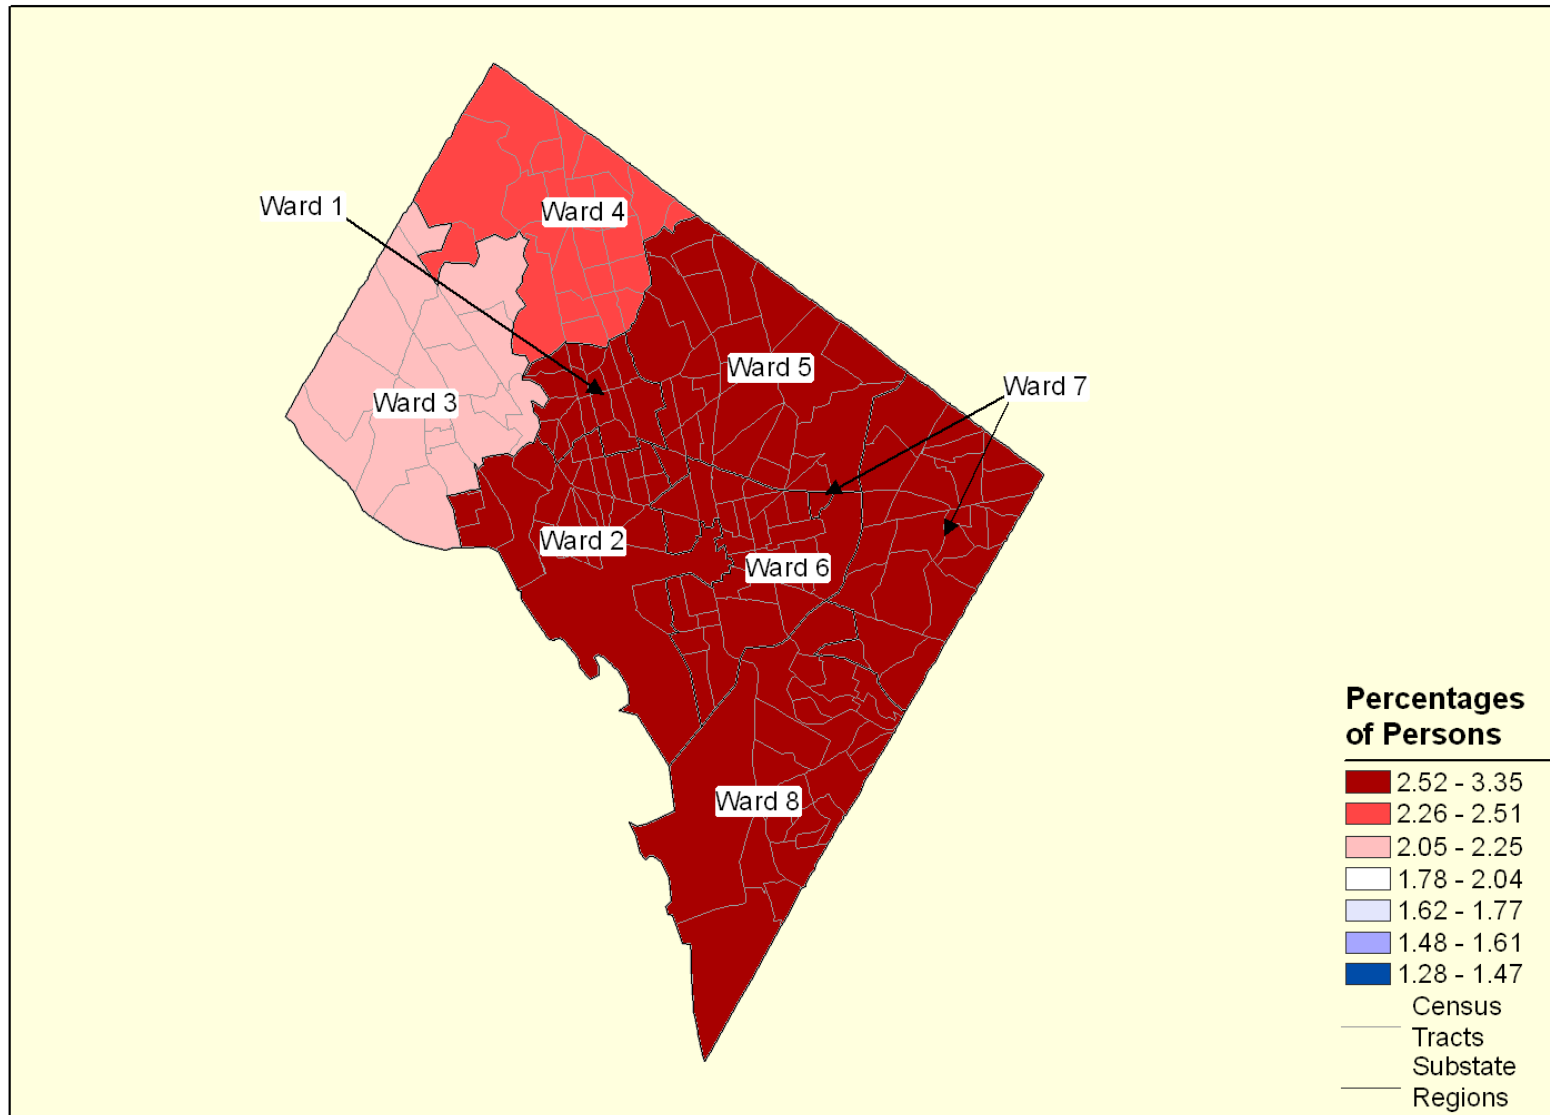 Ward 1
Ward 4
Ward 5
Ward 7
Ward 3
Ward 2
Ward 6
Ward 8
Percentages
of Persons
2.52 - 3.35
2.26 - 2.51
2.05 - 2.25
1.78 - 2.04
1.62 - 1.77
1.48 - 1.61
1.28 - 1.47
Census
Tracts
Substate
Regions